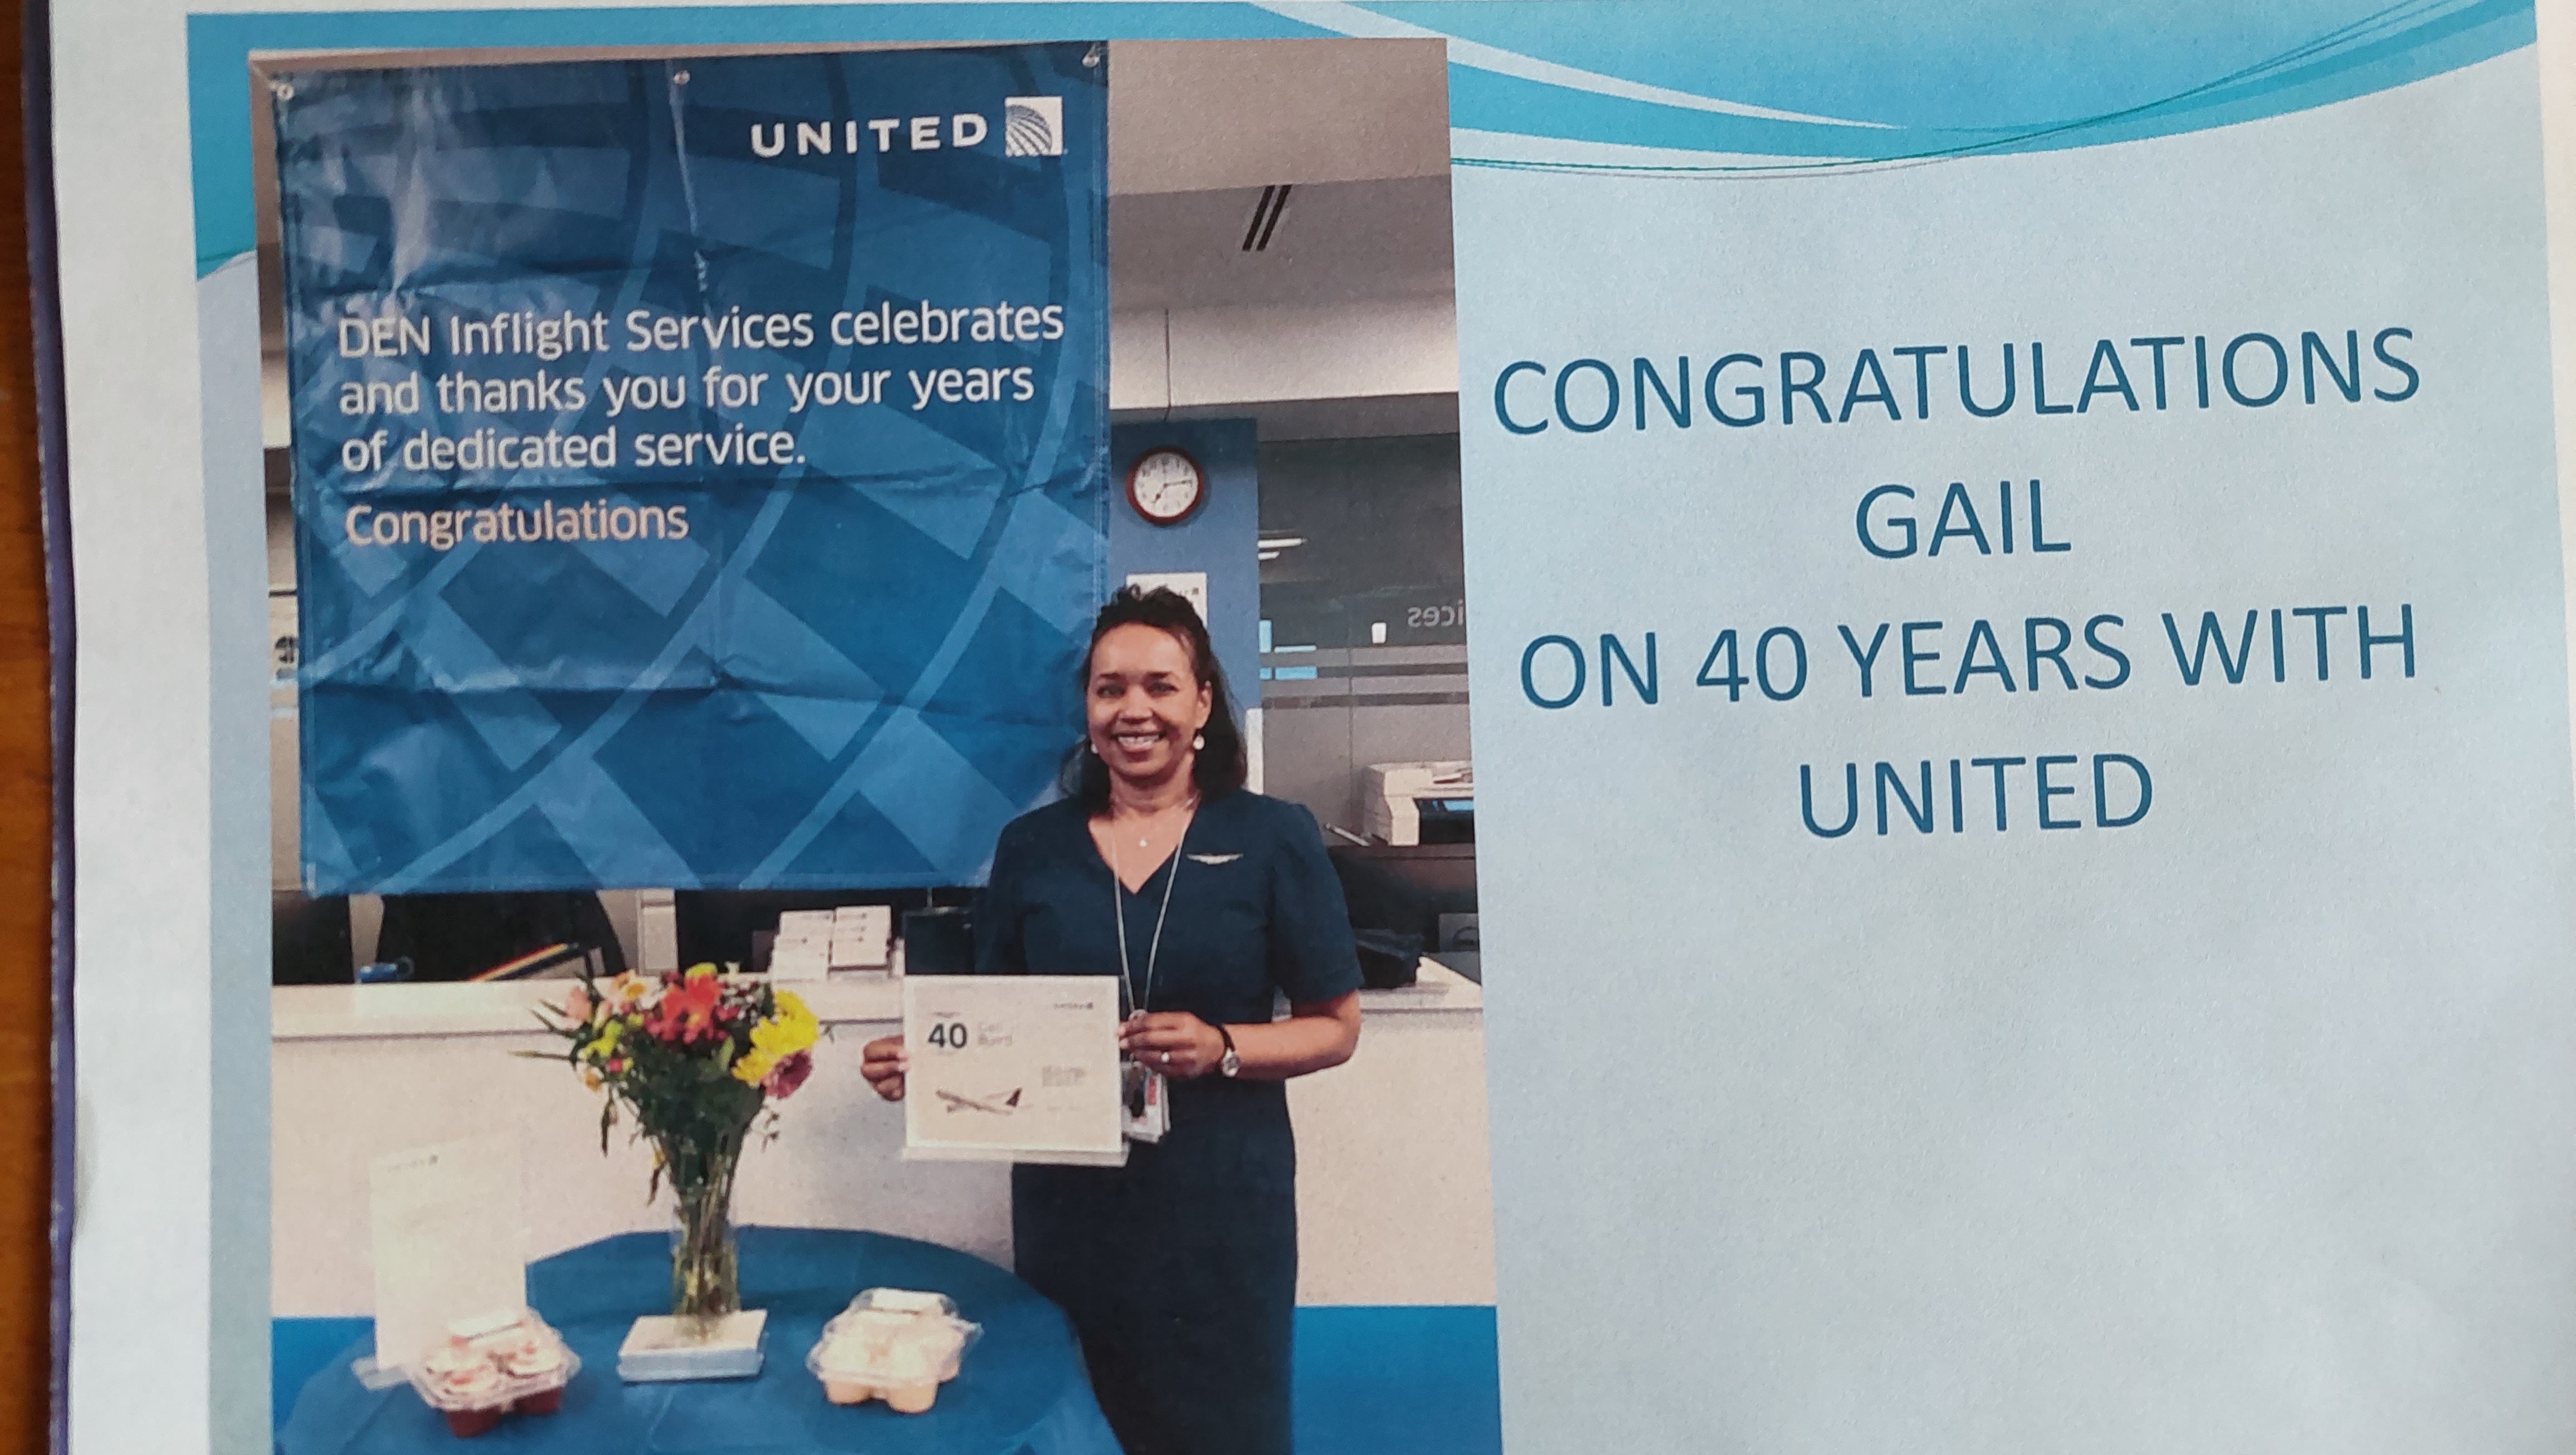 UNITED
DEN Inflight Services celebrates
and thanks you for your years
of dedicated service.
Congratulations
CONGRATULATIONS
GAIL
ON 40 YEARS WITH
UNITED
40